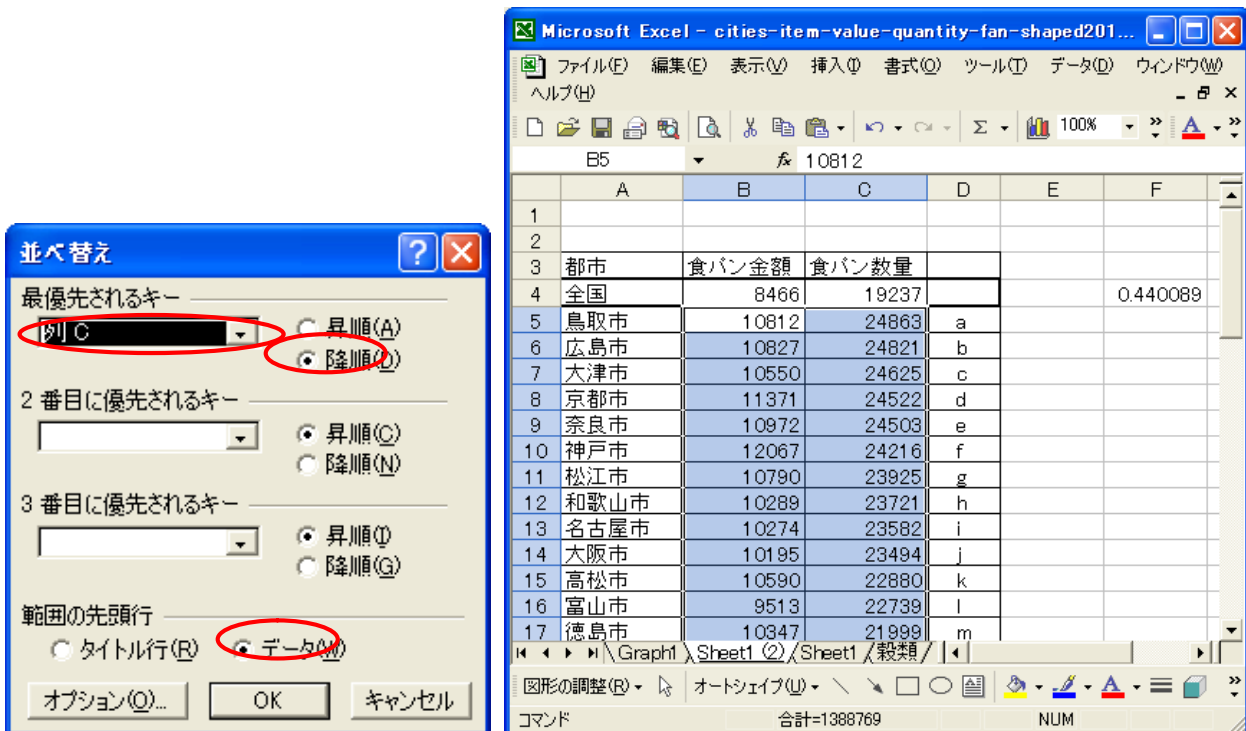 並べ替え
最優先されるキー
列 C
昇順(A)
降順(D)
2 番目に優先されるキー
昇順(C)
降順(N)
3 番目に優先されるキー
昇順(I)
降順(G)
範囲の先頭行
タイトル行(R)
データ(W)
オプション(O)...
OK
キャンセル
Microsoft Excel - cities-item-value-quantity-fan-shaped201...
ファイル(F) 編集(E) 表示(V) 挿入(I) 書式(O) ツール(T) データ(D) ウィンドウ(W)
ヘルプ(H)
100%
B5 fx 10812
A B C D E F
1
2
3 都市 食パン金額 食パン数量
4 全国 8466 19237 0.440089
5 鳥取市 10812 24863 a
6 広島市 10827 24821 b
7 大津市 10550 24625 c
8 京都市 11371 24522 d
9 奈良市 10972 24503 e
10 神戸市 12067 24216 f
11 松江市 10790 23925 g
12 和歌山市 10289 23721 h
13 名古屋市 10274 23582 i
14 大阪市 10195 23494 j
15 高松市 10590 22880 k
16 富山市 9513 22739 l
17 徳島市 10347 21999 m
Graph1 Sheet1 (2) Sheet1 穀類
図形の調整(R) オートシェイプ(U)
コマンド 合計=1388769 NUM